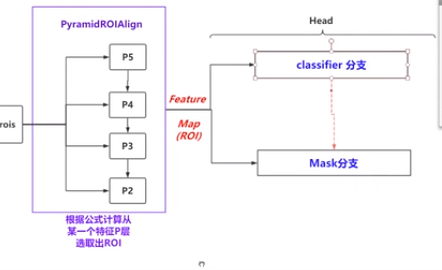 PyramidROIAlign
Head
P5
classifier 分支
P4
Feature
rois
Map
(ROI)
P3
Mask分支
P2
根据公式计算从
某一个特征P层
选取出ROI